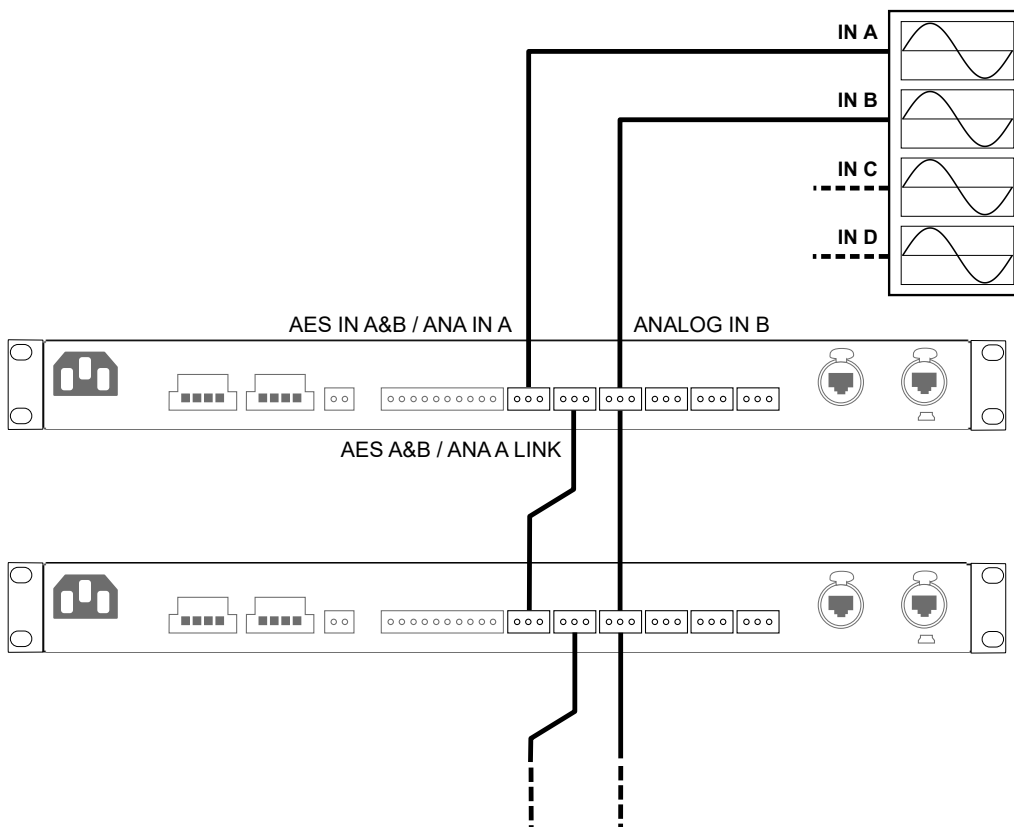 IN A
IN B
IN C
IN D
AES IN A&B / ANA IN A
ANALOG IN B
AES A&B / ANA A LINK